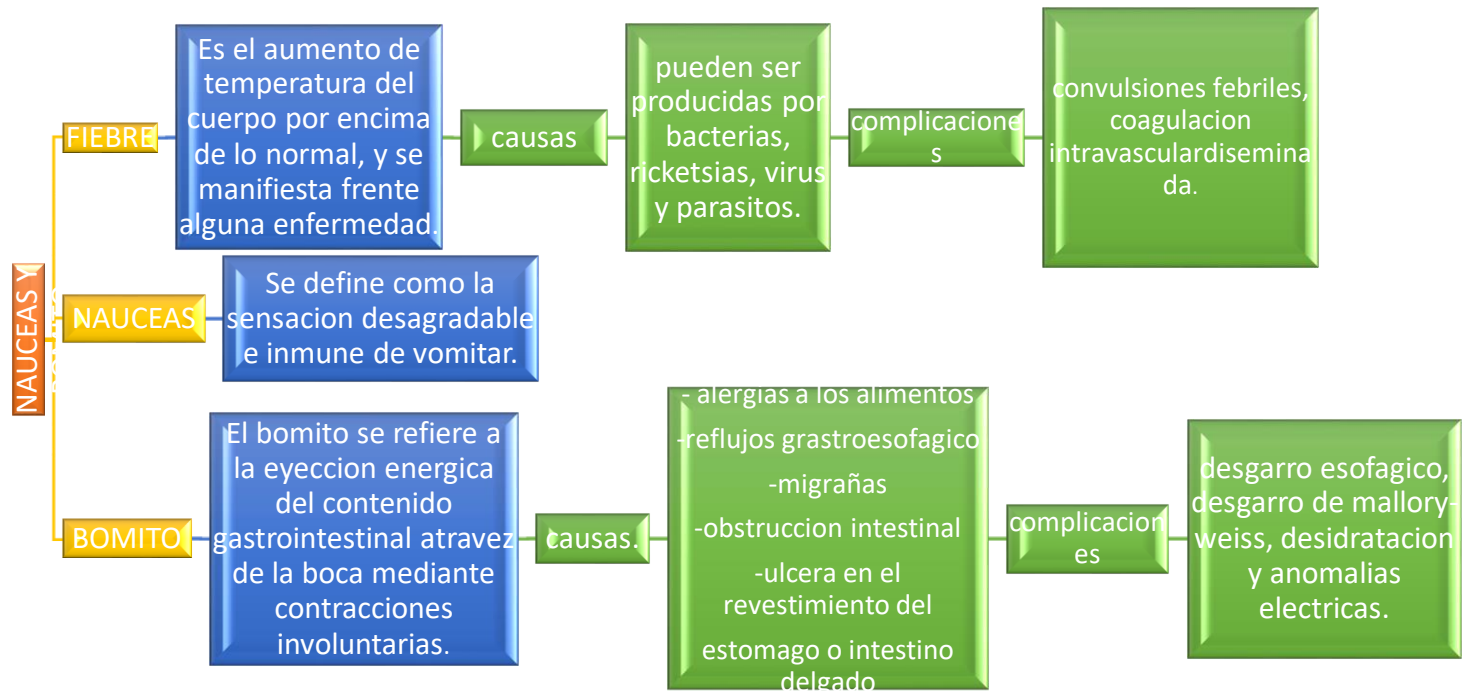 NAUCEAS Y
FIEBRE
Es el aumento de
temperatura del
cuerpo por encima
de lo normal, y se
manifiesta frente
alguna enfermedad.
causas
pueden ser
producidas por
bacterias,
ricketsias, virus
y parasitos.
complicacione
s
convulsiones febriles,
coagulacion
intravasculardisemina
da.
NAUCEAS
Se define como la
sensacion desagradable
e inmune de vomitar.
BOMITO
El bomito se refiere a
la eyeccion energica
del contenido
gastrointestinal atravez
de la boca mediante
contracciones
involuntarias.
causas.
- alergias a los alimentos
-reflujos grastroesofagico
-migrañas
-obstruccion intestinal
-ulcera en el
revestimiento del
estomago o intestino
delgado
complicacion
es
desgarro esofagico,
desgarro de mallory-
weiss, desidratacion
y anomalias
electricas.